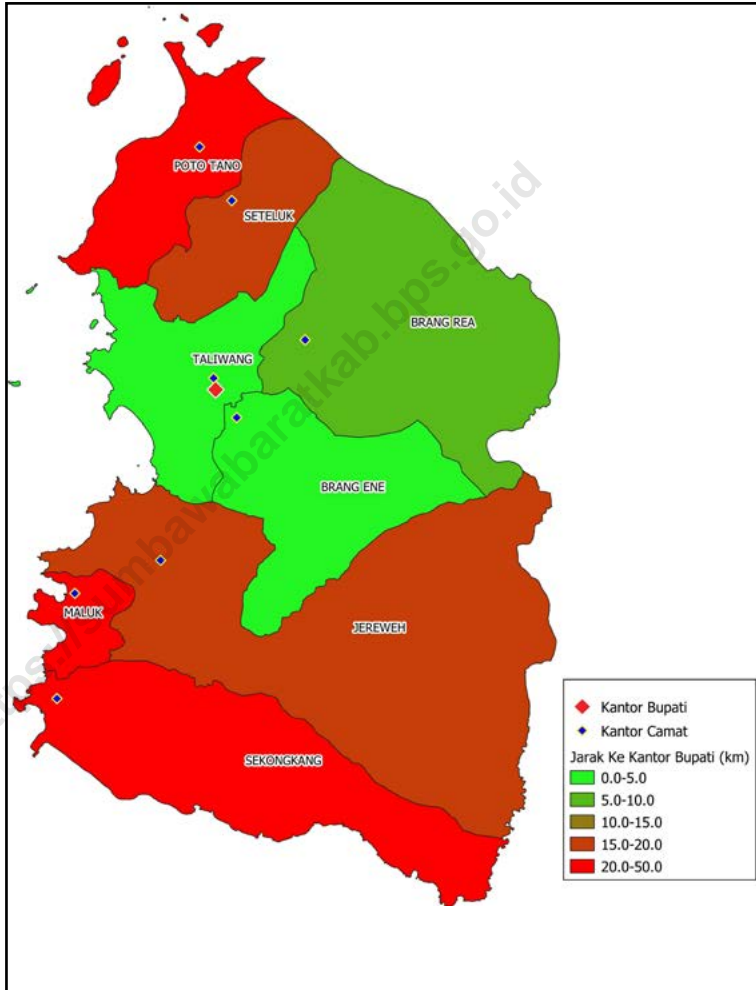 POTO TANO
SETELUK
BRANG REA
TALIWANG
BRANG ENE
MALUK
JEREWEH
SEKONGKANG
Kantor Bupati
Kantor Camat
Jarak Ke Kantor Bupati (km)
0.0-5.0
5.0-10.0
10.0-15.0
15.0-20.0
20.0-50.0
https://sumbawabaratkab.bps.go.id